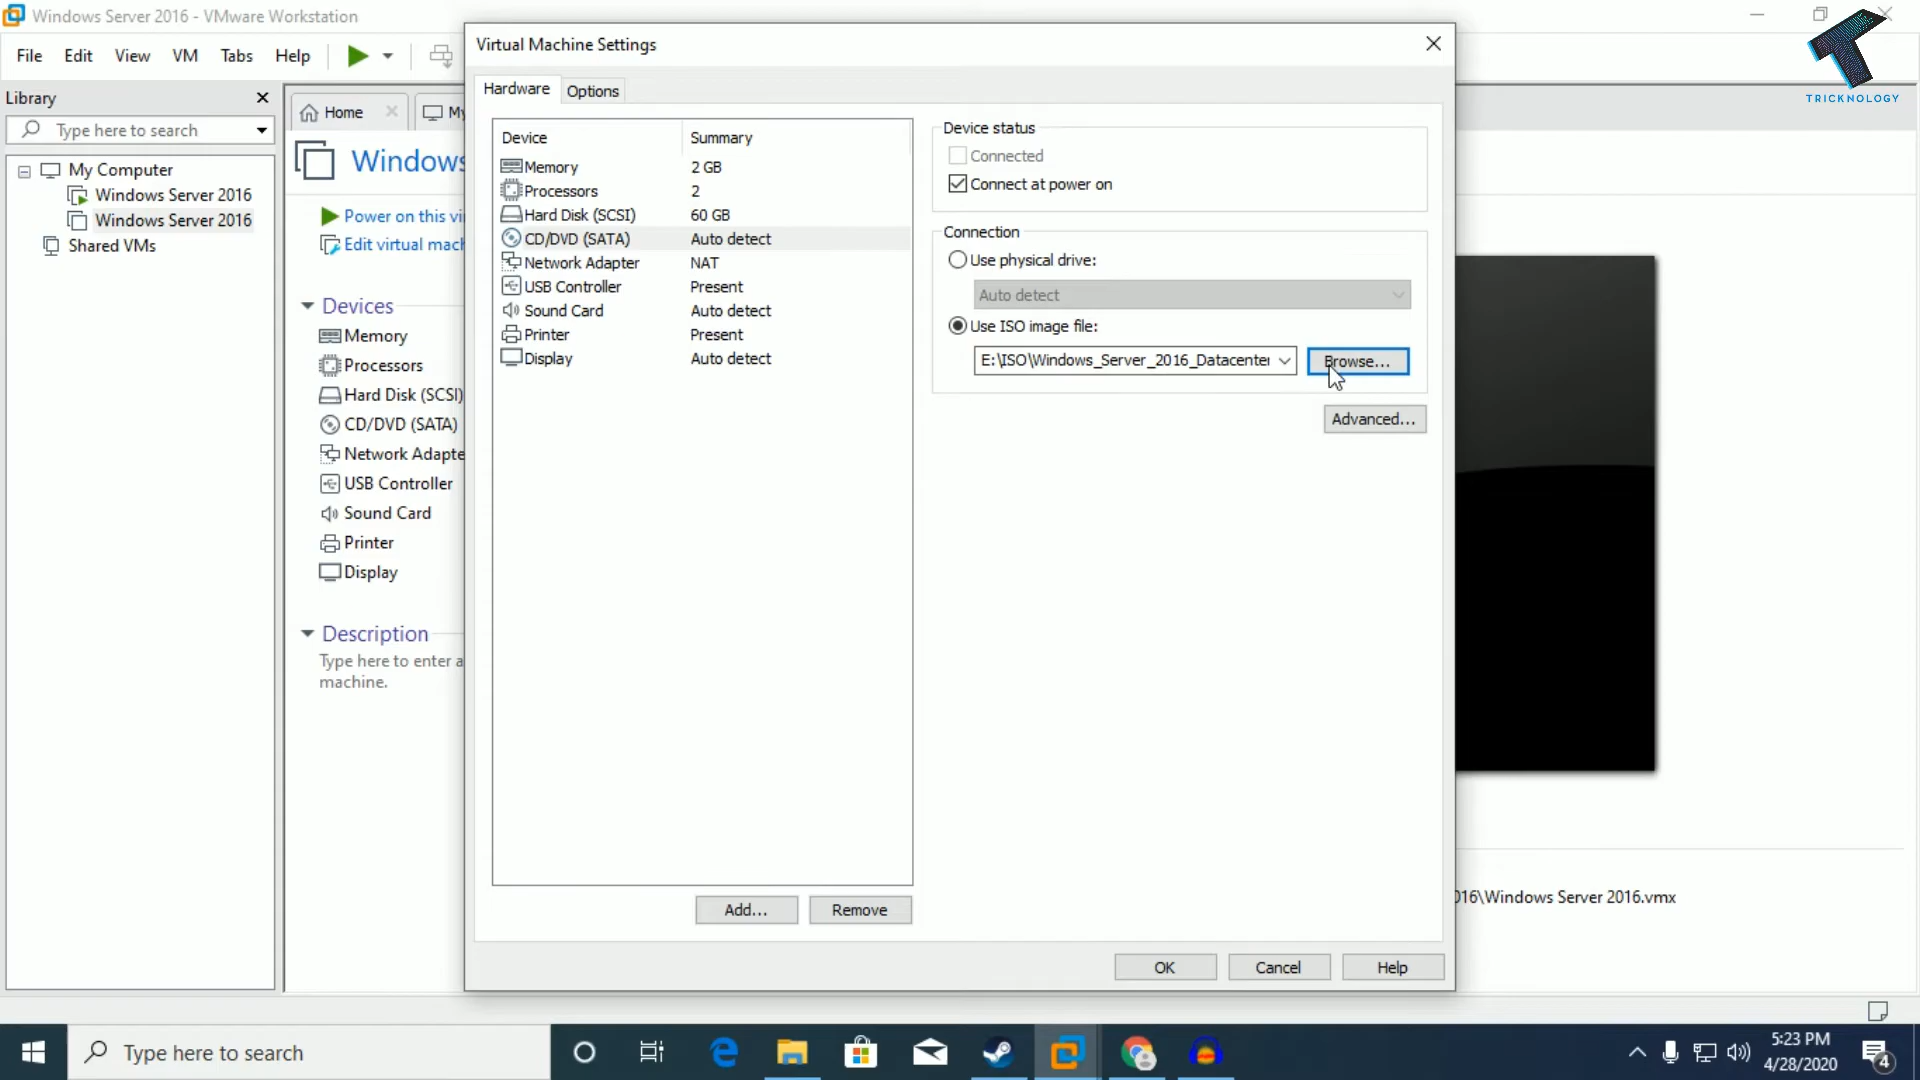 Windows Server 2016 - VMware Workstation
File Edit View VM Tabs Help
TRICKNOLOGY
Library
Type here to search
My Computer
Windows Server 2016
Windows Server 2016
Shared VMs
Home
My
Windows
Power on this vi
Edit virtual mach
Devices
Memory
Processors
Hard Disk (SCSI)
CD/DVD (SATA)
Network Adapte
USB Controller
Sound Card
Printer
Display
Description
Type here to enter a
machine.
Virtual Machine Settings
Hardware Options
Device Summary
Memory 2 GB
Processors 2
Hard Disk (SCSI) 60 GB
CD/DVD (SATA) Auto detect
Network Adapter NAT
USB Controller Present
Sound Card Auto detect
Printer Present
Display Auto detect
Add... Remove
Device status
Connected
Connect at power on
Connection
Use physical drive:
Auto detect
Use ISO image file:
E:\ISO\Windows_Server_2016_Datacenter Browse...
Advanced...
OK Cancel Help
016\Windows Server 2016.vmx
Type here to search
5:23 PM
4/28/2020
4